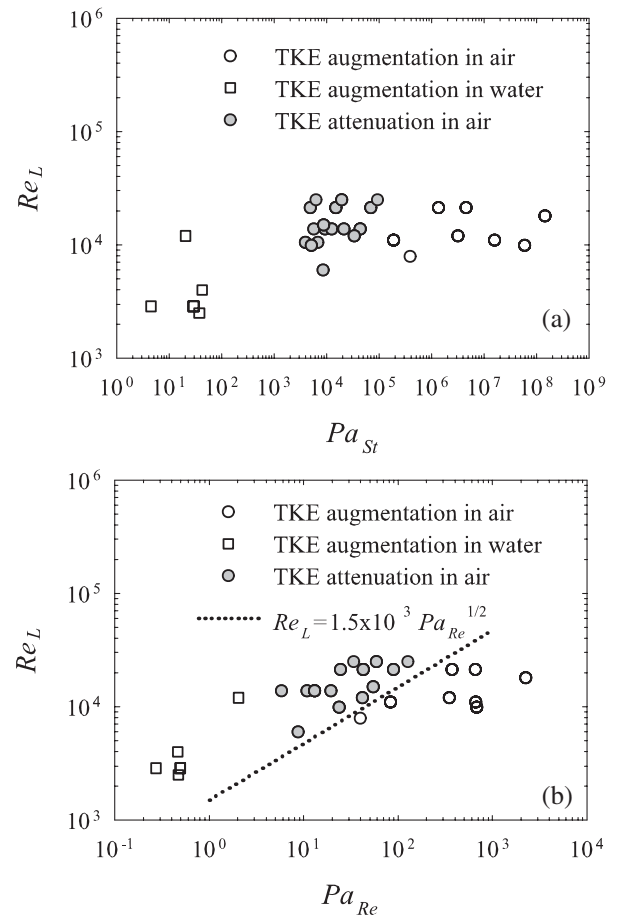 10^6
TKE augmentation in air
TKE augmentation in water
TKE attenuation in air
10^5
Re_L
10^4
(a)
10^3
10^0 10^1 10^2 10^3 10^4 10^5 10^6 10^7 10^8 10^9
Pa_St
10^6
TKE augmentation in air
TKE augmentation in water
TKE attenuation in air
10^5
Re_L=1.5x10^3 Pa_Re^1/2
Re_L
10^4
(b)
10^3
10^-1 10^0 10^1 10^2 10^3 10^4
Pa_Re